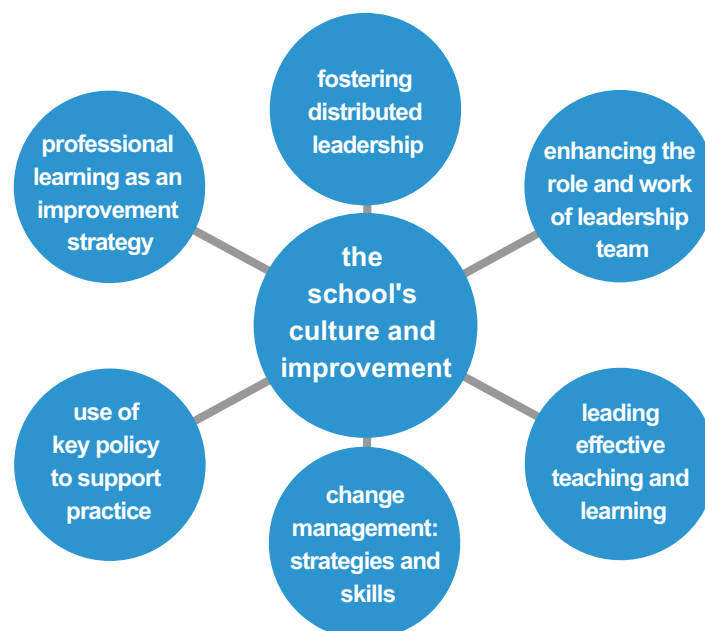 fostering
distributed
leadership
professional
learning as an
improvement
strategy
enhancing the
role and work
of leadership
team
the
school's
culture and
improvement
use of
key policy
to support
practice
leading
effective
teaching and
learning
change
management:
strategies and
skills